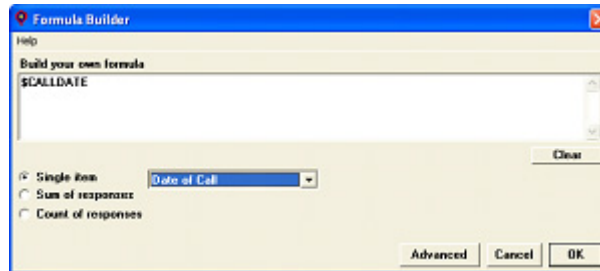 Formula Builder
Help
Build your own formula
$CALLDATE
Clear
Single item
Date of Call
Sum of responses
Count of responses
Advanced
Cancel
OK